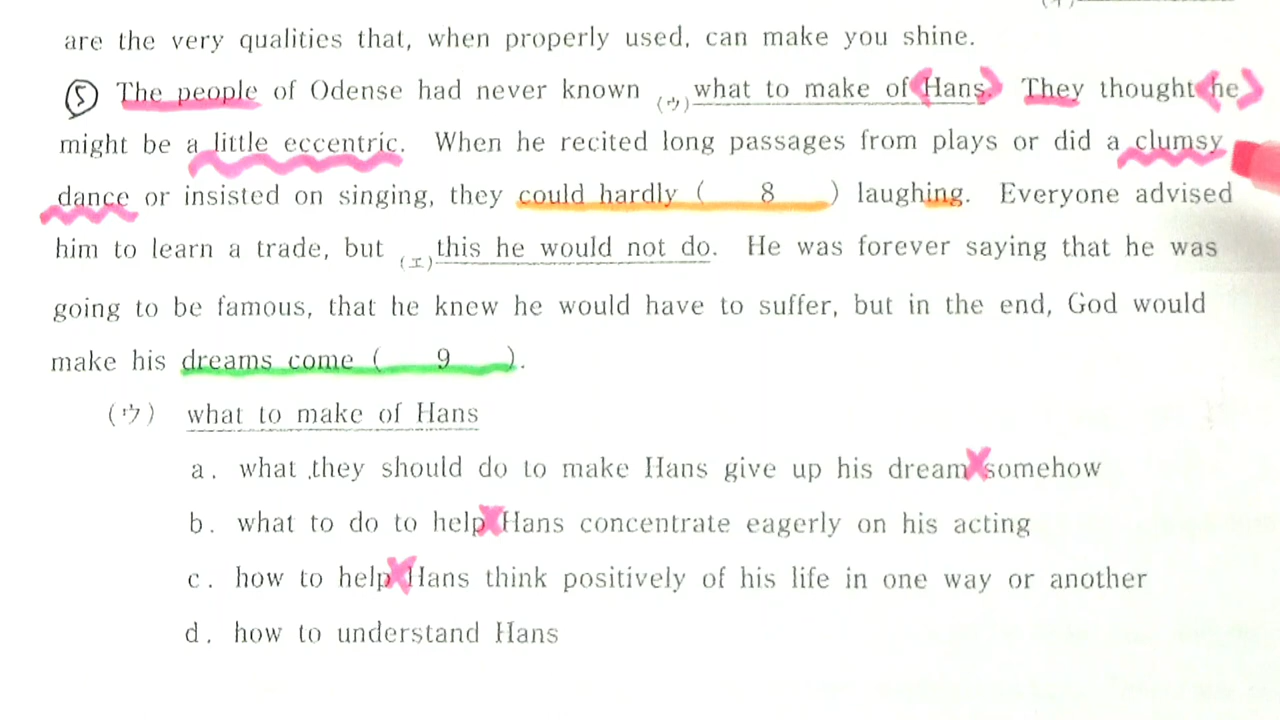 are the very qualities that, when properly used, can make you shine.
⑤ The people of Odense had never known (ウ)what to make of Hans. They thought he
might be a little eccentric. When he recited long passages from plays or did a clumsy
dance or insisted on singing, they could hardly ( 8 ) laughing. Everyone advised
him to learn a trade, but (エ)this he would not do. He was forever saying that he was
going to be famous, that he knew he would have to suffer, but in the end, God would
make his dreams come ( 9 ).
(ウ) what to make of Hans
a. what they should do to make Hans give up his dream somehow
b. what to do to help Hans concentrate eagerly on his acting
c. how to help Hans think positively of his life in one way or another
d. how to understand Hans